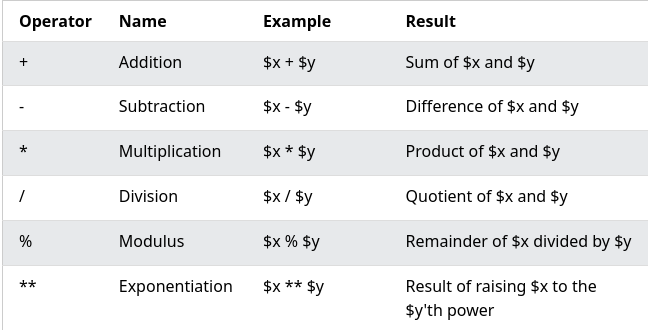 Operator Name Example Result
+ Addition $x + $y Sum of $x and $y
- Subtraction $x - $y Difference of $x and $y
* Multiplication $x * $y Product of $x and $y
/ Division $x / $y Quotient of $x and $y
% Modulus $x % $y Remainder of $x divided by $y
** Exponentiation $x ** $y Result of raising $x to the
$y'th power